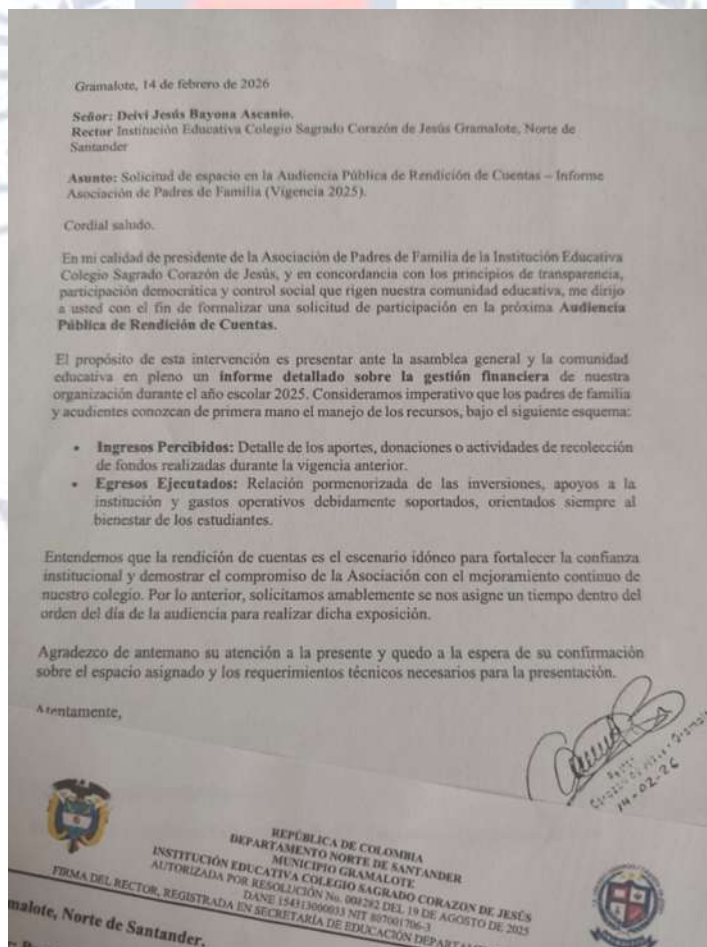 Gramalote, 14 de febrero de 2026
Señor: Deivi Jesús Bayona Ascanio.
Rector Institución Educativa Colegio Sagrado Corazón de Jesús Gramalote, Norte de
Santander
Asunto: Solicitud de espacio en la Audiencia Pública de Rendición de Cuentas – Informe
Asociación de Padres de Familia (Vigencia 2025).
Cordial saludo.
En mi calidad de presidente de la Asociación de Padres de Familia de la Institución Educativa
Colegio Sagrado Corazón de Jesús, y en concordancia con los principios de transparencia,
participación democrática y control social que rigen nuestra comunidad educativa, me dirijo
a usted con el fin de formalizar una solicitud de participación en la próxima Audiencia
Pública de Rendición de Cuentas.
El propósito de esta intervención es presentar ante la asamblea general y la comunidad
educativa en pleno un informe detallado sobre la gestión financiera de nuestra
organización durante el año escolar 2025. Consideramos imperativo que los padres de familia
y acudientes conozcan de primera mano el manejo de los recursos, bajo el siguiente esquema:
• Ingresos Percibidos: Detalle de los aportes, donaciones o actividades de recolección
de fondos realizadas durante la vigencia anterior.
• Egresos Ejecutados: Relación pormenorizada de las inversiones, apoyos a la
institución y gastos operativos debidamente soportados, orientados siempre al
bienestar de los estudiantes.
Entendemos que la rendición de cuentas es el escenario idóneo para fortalecer la confianza
institucional y demostrar el compromiso de la Asociación con el mejoramiento continuo de
nuestro colegio. Por lo anterior, solicitamos amablemente se nos asigne un tiempo dentro del
orden del día de la audiencia para realizar dicha exposición.
Agradezco de antemano su atención a la presente y quedo a la espera de su confirmación
sobre el espacio asignado y los requerimientos técnicos necesarios para la presentación.
Atentamente,
14-02-26
REPÚBLICA DE COLOMBIA
DEPARTAMENTO NORTE DE SANTANDER
MUNICIPIO GRAMALOTE
INSTITUCIÓN EDUCATIVA COLEGIO SAGRADO CORAZON DE JESÚS
AUTORIZADA POR RESOLUCIÓN No. 008282 DEL 19 DE AGOSTO DE 2025
DANE 154313000033 NIT 807001706-3
FIRMA DEL RECTOR, REGISTRADA EN SECRETARÍA DE EDUCACIÓN DEPARTA
malote, Norte de Santander.